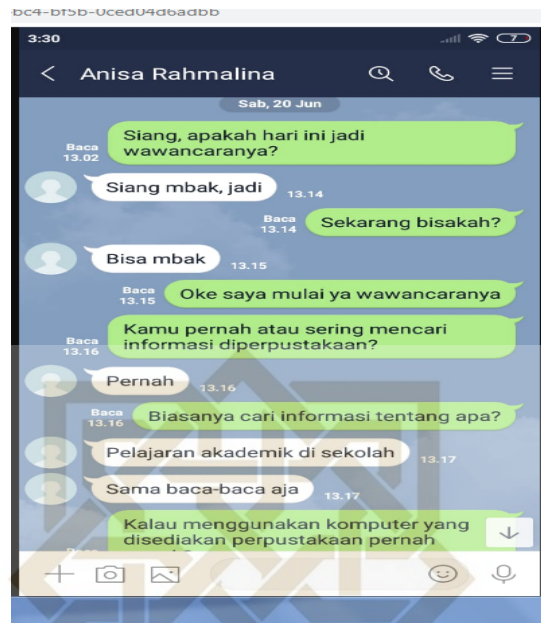 bc4-bf5b-0ced04d6adbb
3:30
7
Anisa Rahmalina
Sab, 20 Jun
Siang, apakah hari ini jadi
wawancaranya?
Baca
13.02
Siang mbak, jadi
13.14
Baca
13.14
Sekarang bisakah?
Bisa mbak
13.15
Baca
13.15
Oke saya mulai ya wawancaranya
Kamu pernah atau sering mencari
informasi diperpustakaan?
Baca
13.16
Pernah
13.16
Baca
13.16
Biasanya cari informasi tentang apa?
Pelajaran akademik di sekolah
13.17
Sama baca-baca aja
13.17
Kalau menggunakan komputer yang
disediakan perpustakaan pernah